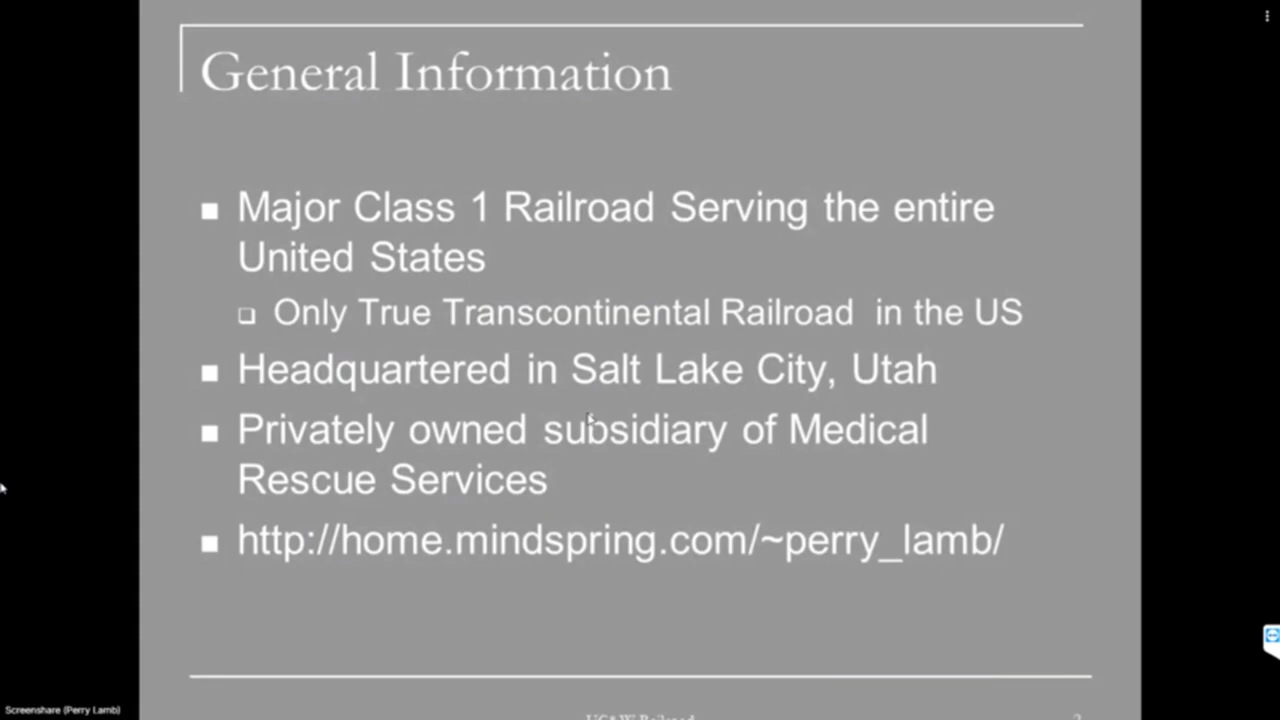 General Information
Major Class 1 Railroad Serving the entire
United States
Only True Transcontinental Railroad in the US
Headquartered in Salt Lake City, Utah
Privately owned subsidiary of Medical
Rescue Services
http://home.mindspring.com/~perry_lamb/
Screenshare (Perry Lamb)